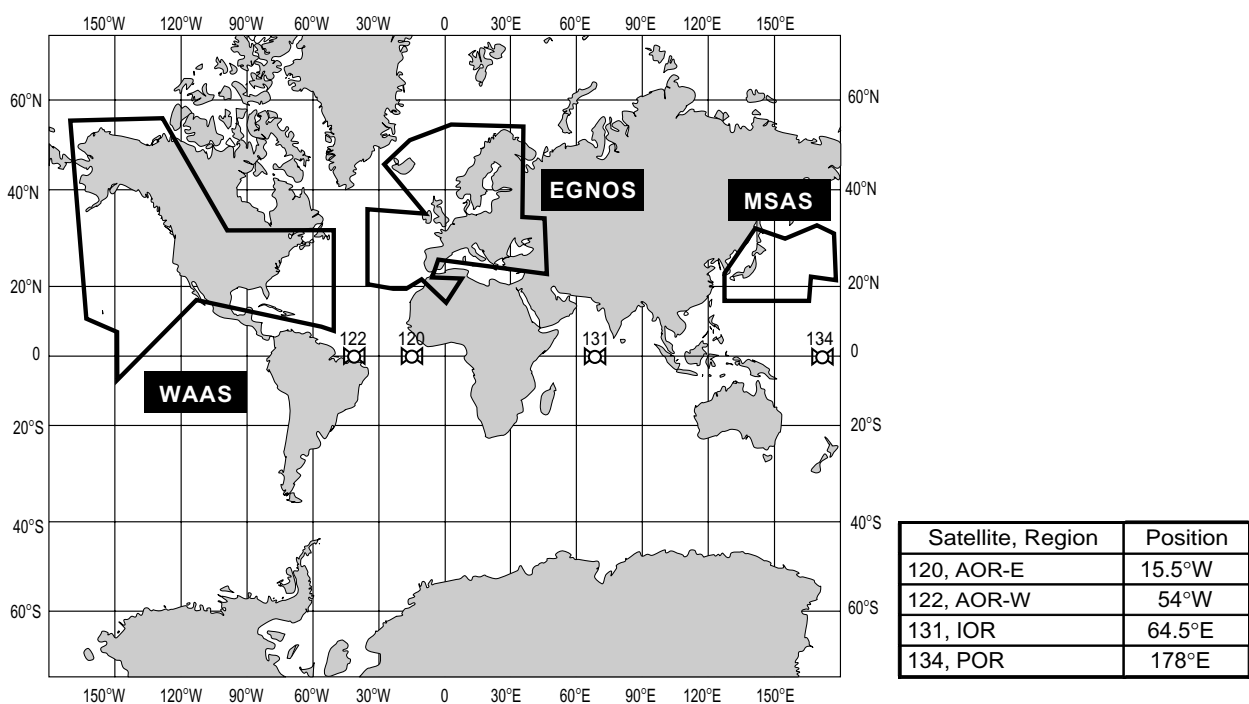 150°W 120°W 90°W 60°W 30°W 0 30°E 60°E 90°E 120°E 150°E
60°N 60°N
EGNOS
40°N 40°N
MSAS
20°N 20°N
122 120 131 134
0 0
WAAS
20°S 20°S
40°S 40°S
60°S 60°S
150°W 120°W 90°W 60°W 30°W 0 30°E 60°E 90°E 120°E 150°E
Satellite, Region Position
120, AOR-E 15.5°W
122, AOR-W 54°W
131, IOR 64.5°E
134, POR 178°E